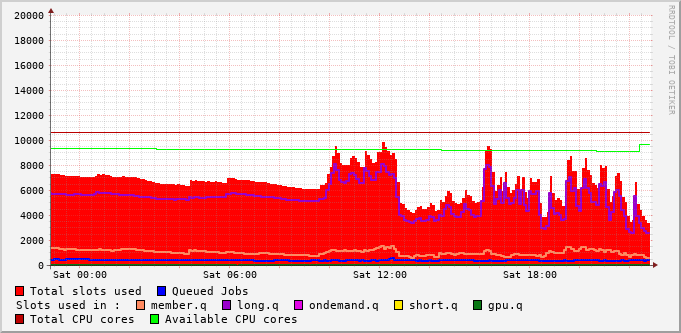 20000
18000
16000
14000
12000
10000
8000
6000
4000
2000
0
Sat 00:00 Sat 06:00 Sat 12:00 Sat 18:00
Total slots used Queued Jobs
Slots used in : member.q long.q ondemand.q short.q gpu.q
Total CPU cores Available CPU cores
RRDTOOL / TOBI OETIKER